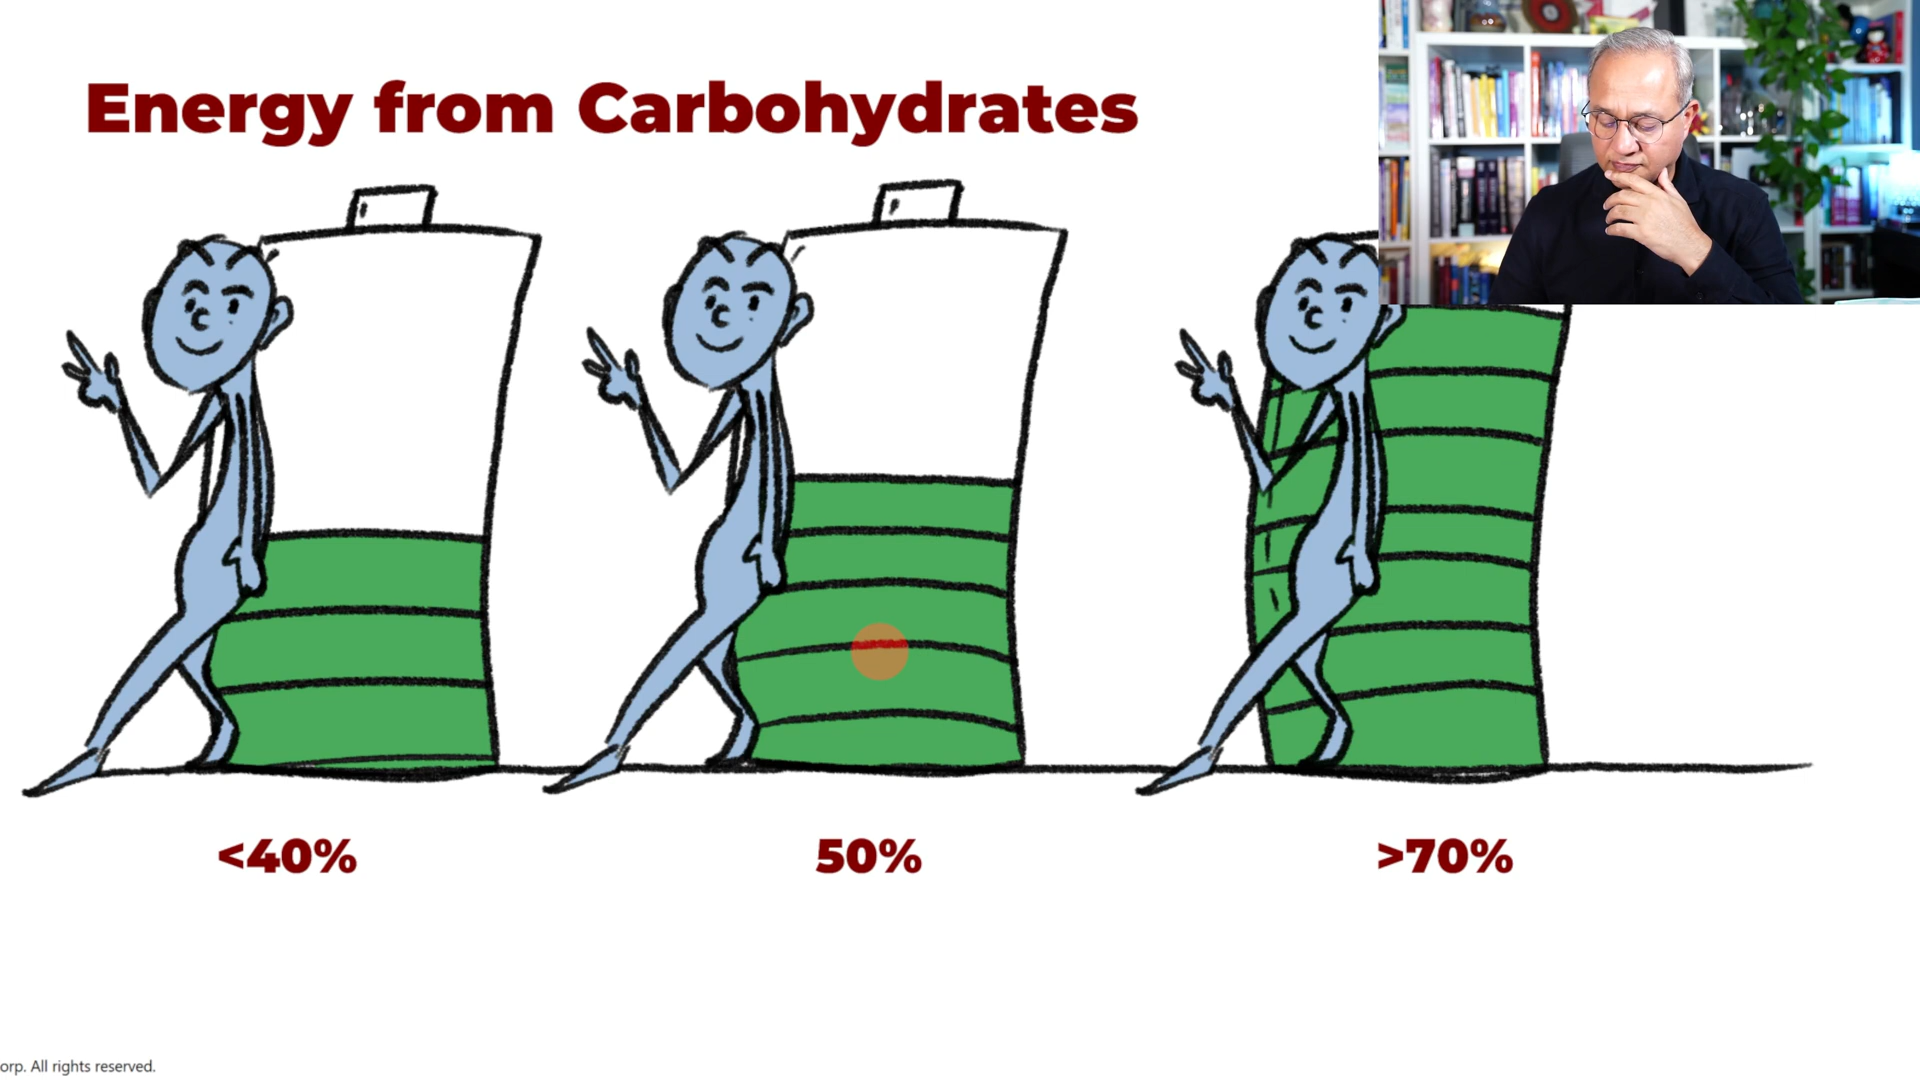 Energy from Carbohydrates
<40%
50%
>70%
orp. All rights reserved.